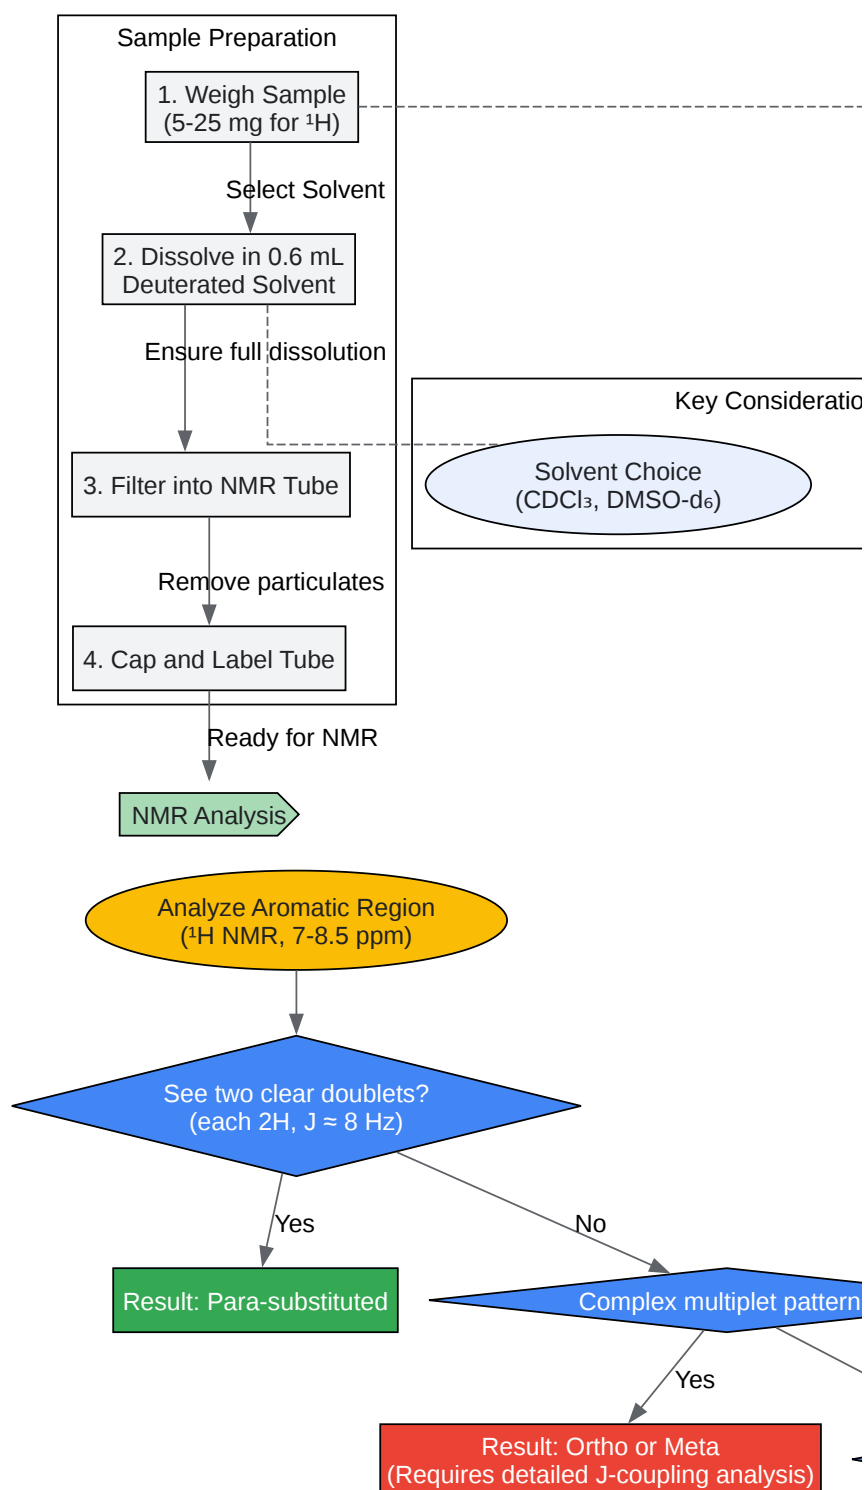 Sample Preparation
1. Weigh Sample
(5-25 mg for ¹H)
Select Solvent
2. Dissolve in 0.6 mL
Deuterated Solvent
Ensure full dissolution
Key Consideratio
Solvent Choice
(CDCl₃, DMSO-d₆)
3. Filter into NMR Tube
Remove particulates
4. Cap and Label Tube
Ready for NMR
NMR Analysis
Analyze Aromatic Region
(¹H NMR, 7-8.5 ppm)
See two clear doublets?
(each 2H, J ≈ 8 Hz)
Yes
No
Result: Para-substituted
Complex multiplet pattern
Yes
Result: Ortho or Meta
(Requires detailed J-coupling analysis)